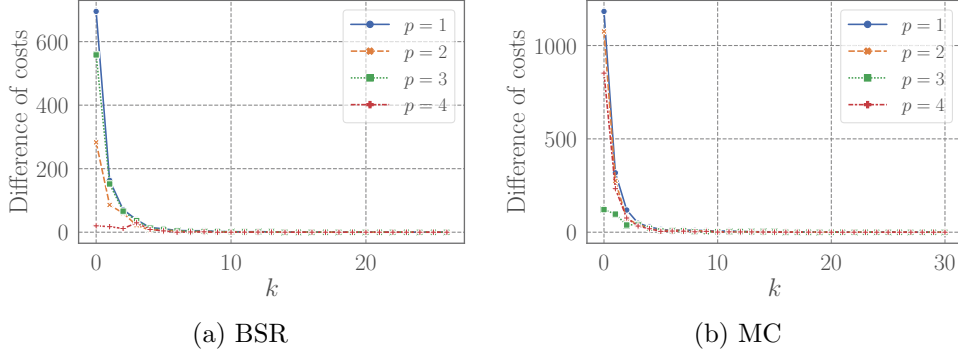 Difference of costs
600
400
200
0
0
10
20
k
p = 1
p = 2
p = 3
p = 4
(a) BSR
Difference of costs
1000
500
0
0
10
20
30
k
p = 1
p = 2
p = 3
p = 4
(b) MC